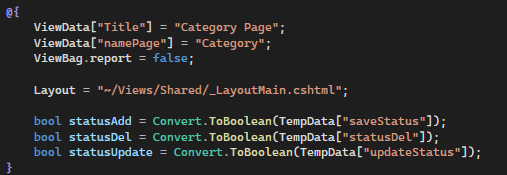 @{
    ViewData["Title"] = "Category Page";
    ViewData["namePage"] = "Category";
    ViewBag.report = false;

    Layout = "~/Views/Shared/_LayoutMain.cshtml";

    bool statusAdd = Convert.ToBoolean(TempData["saveStatus"]);
    bool statusDel = Convert.ToBoolean(TempData["statusDel"]);
    bool statusUpdate = Convert.ToBoolean(TempData["updateStatus"]);
}